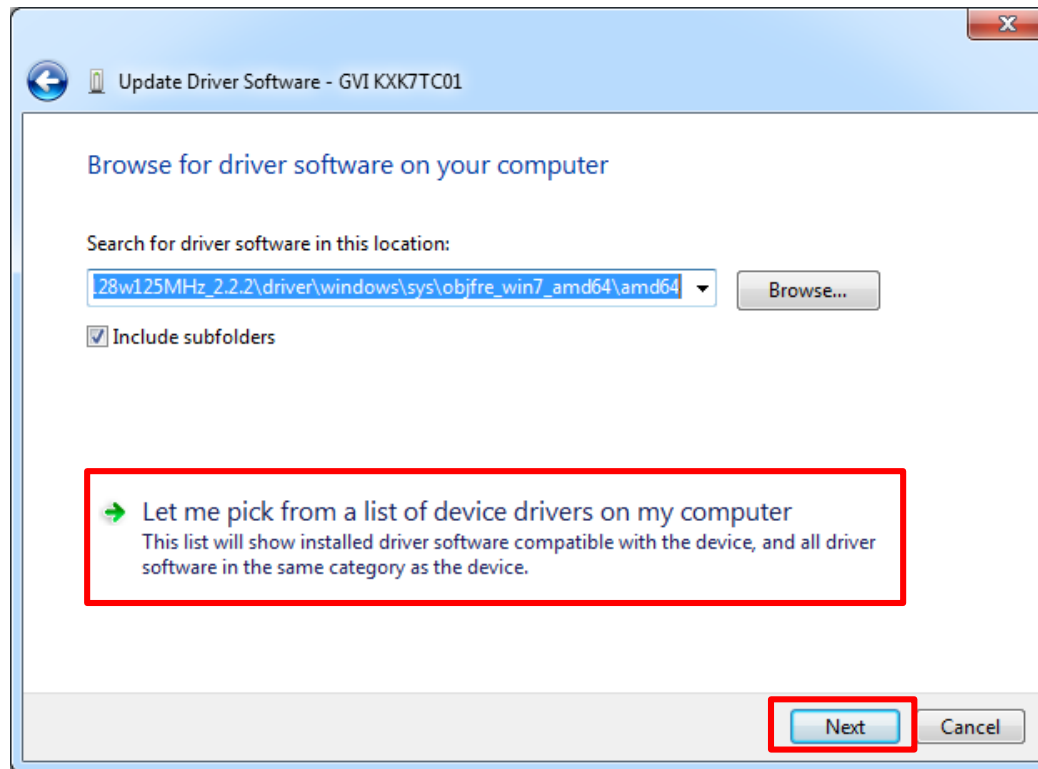 Update Driver Software - GVI KXK7TC01
Browse for driver software on your computer
Search for driver software in this location:
.28w125MHz_2.2.2\driver\windows\sys\objfre_win7_amd64\amd64
Browse...
Include subfolders
Let me pick from a list of device drivers on my computer
This list will show installed driver software compatible with the device, and all driver
software in the same category as the device.
Next
Cancel